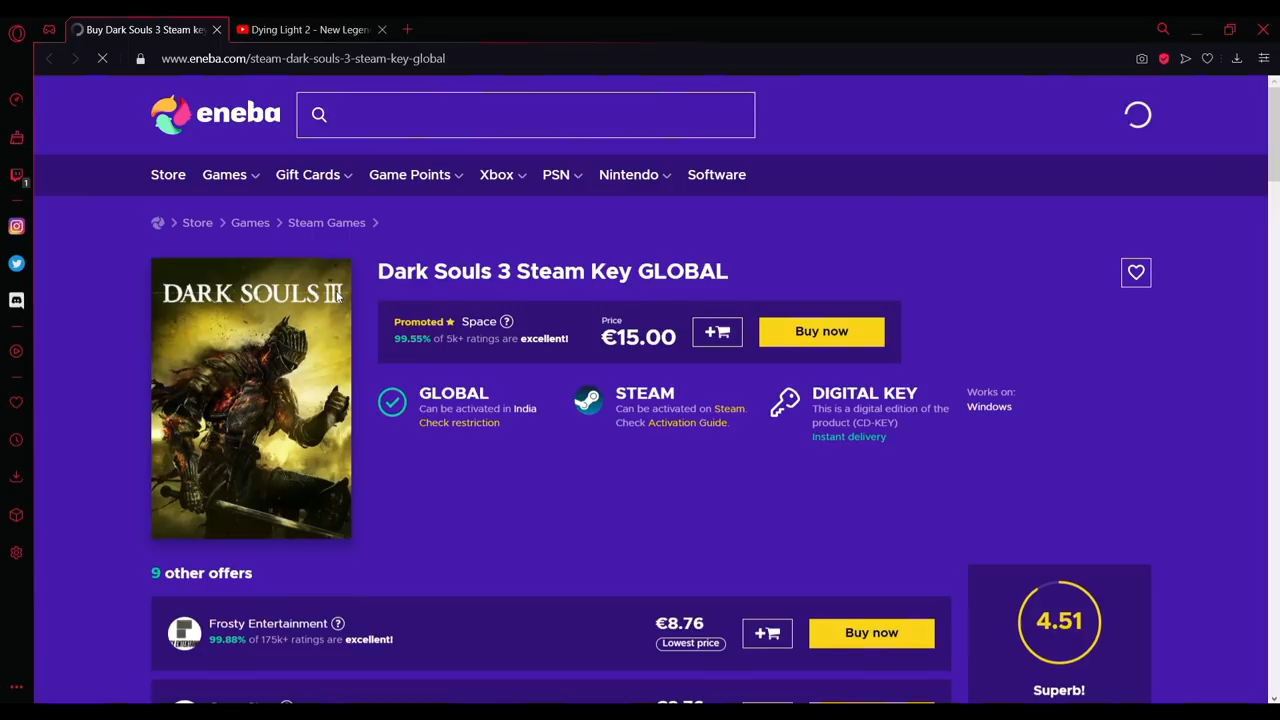 Buy Dark Souls 3 Steam key
Dying Light 2 - New Legen
www.eneba.com/steam-dark-souls-3-steam-key-global
1
eneba
Store
Games
Gift Cards
Game Points
Xbox
PSN
Nintendo
Software
Store
Games
Steam Games
DARK SOULS III
Dark Souls 3 Steam Key GLOBAL
Promoted
Space
99.55% of 5k+ ratings are excellent!
Price
€15.00
Buy now
GLOBAL
Can be activated in India
Check restriction
STEAM
Can be activated on Steam.
Check Activation Guide.
DIGITAL KEY
This is a digital edition of the
product (CD-KEY)
Instant delivery
Works on:
Windows
9 other offers
Frosty Entertainment
99.88% of 175k+ ratings are excellent!
€8.76
Lowest price
Buy now
4.51
Superb!